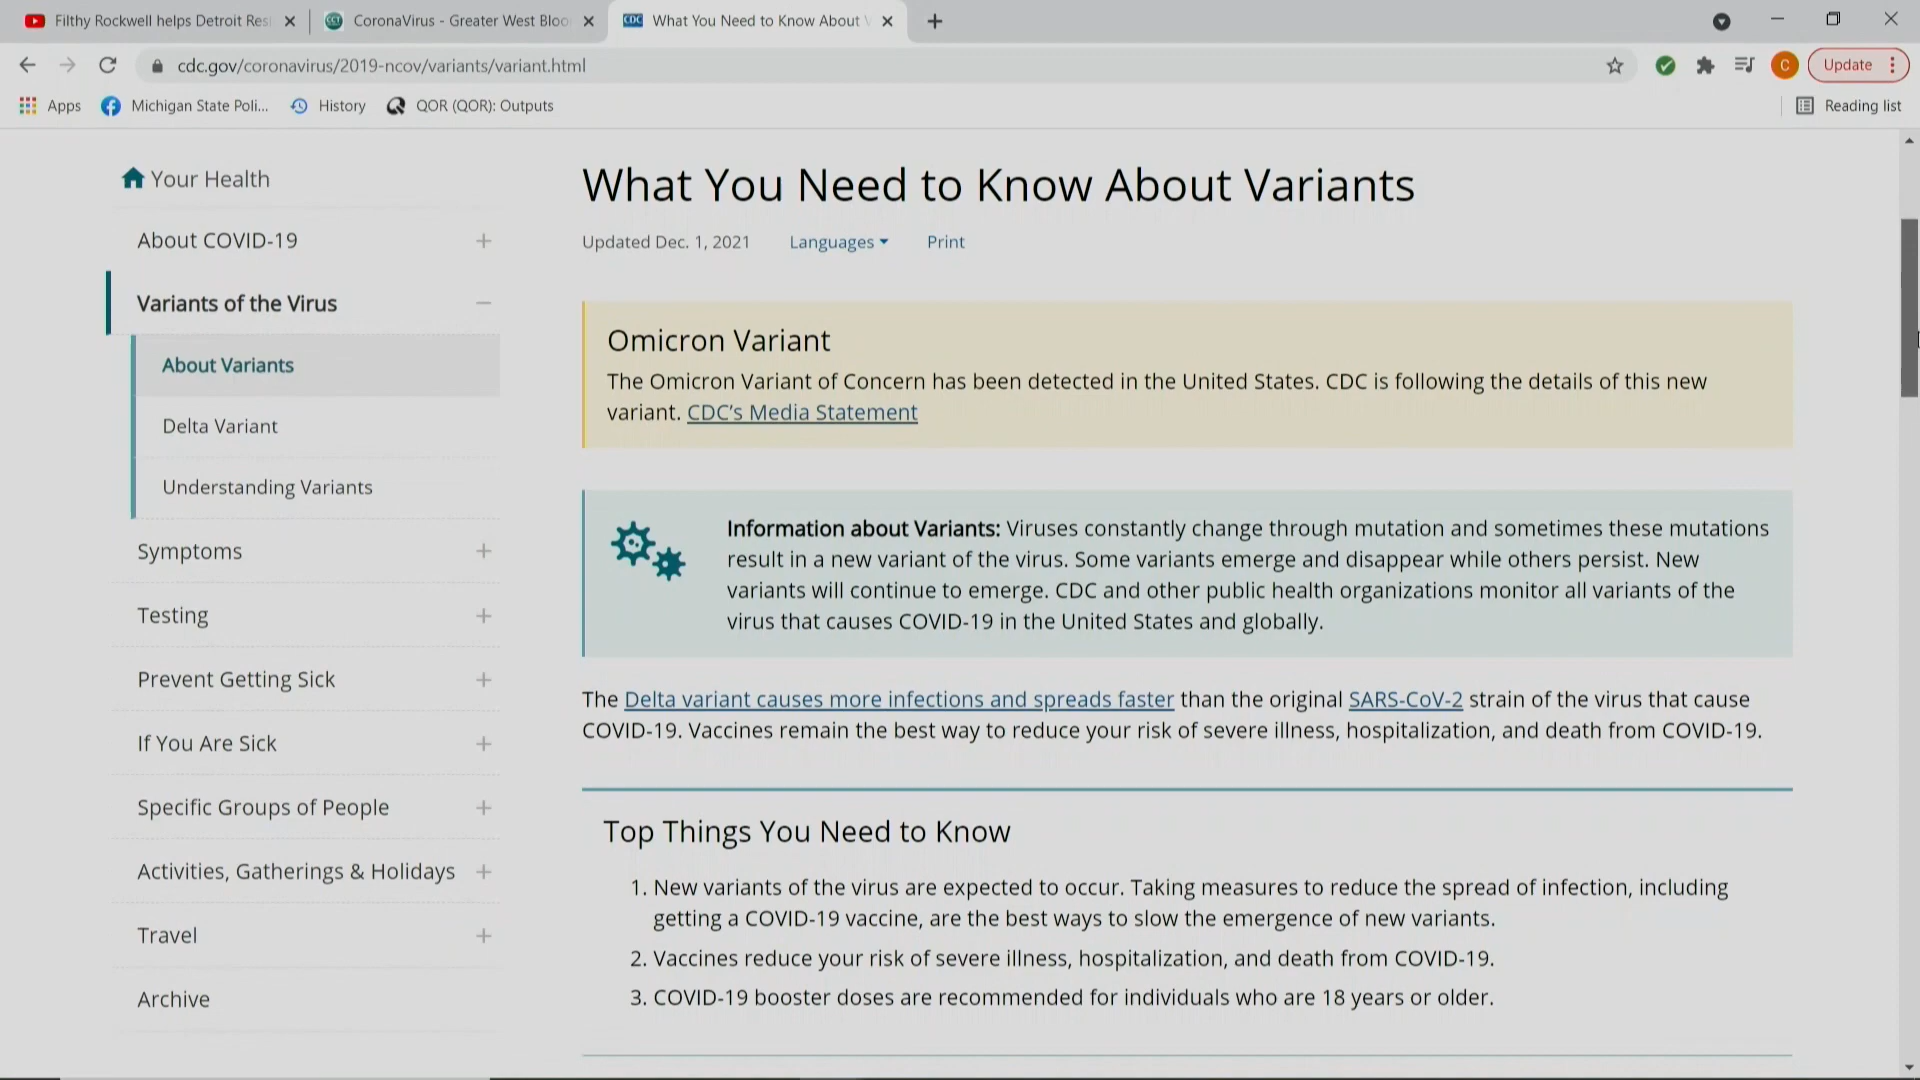 Filthy Rockwell helps Detroit Res
CoronaVirus - Greater West Bloo
CDC
What You Need to Know About V
cdc.gov/coronavirus/2019-ncov/variants/variant.html
C
Update
Apps
Michigan State Poli...
History
QOR (QOR): Outputs
Reading list
Your Health
About COVID-19
Variants of the Virus
About Variants
Delta Variant
Understanding Variants
Symptoms
Testing
Prevent Getting Sick
If You Are Sick
Specific Groups of People
Activities, Gatherings & Holidays
Travel
Archive
What You Need to Know About Variants
Updated Dec. 1, 2021 Languages Print
Omicron Variant
The Omicron Variant of Concern has been detected in the United States. CDC is following the details of this new
variant. CDC’s Media Statement
Information about Variants: Viruses constantly change through mutation and sometimes these mutations
result in a new variant of the virus. Some variants emerge and disappear while others persist. New
variants will continue to emerge. CDC and other public health organizations monitor all variants of the
virus that causes COVID-19 in the United States and globally.
The Delta variant causes more infections and spreads faster than the original SARS-CoV-2 strain of the virus that cause
COVID-19. Vaccines remain the best way to reduce your risk of severe illness, hospitalization, and death from COVID-19.
Top Things You Need to Know
1. New variants of the virus are expected to occur. Taking measures to reduce the spread of infection, including
getting a COVID-19 vaccine, are the best ways to slow the emergence of new variants.
2. Vaccines reduce your risk of severe illness, hospitalization, and death from COVID-19.
3. COVID-19 booster doses are recommended for individuals who are 18 years or older.